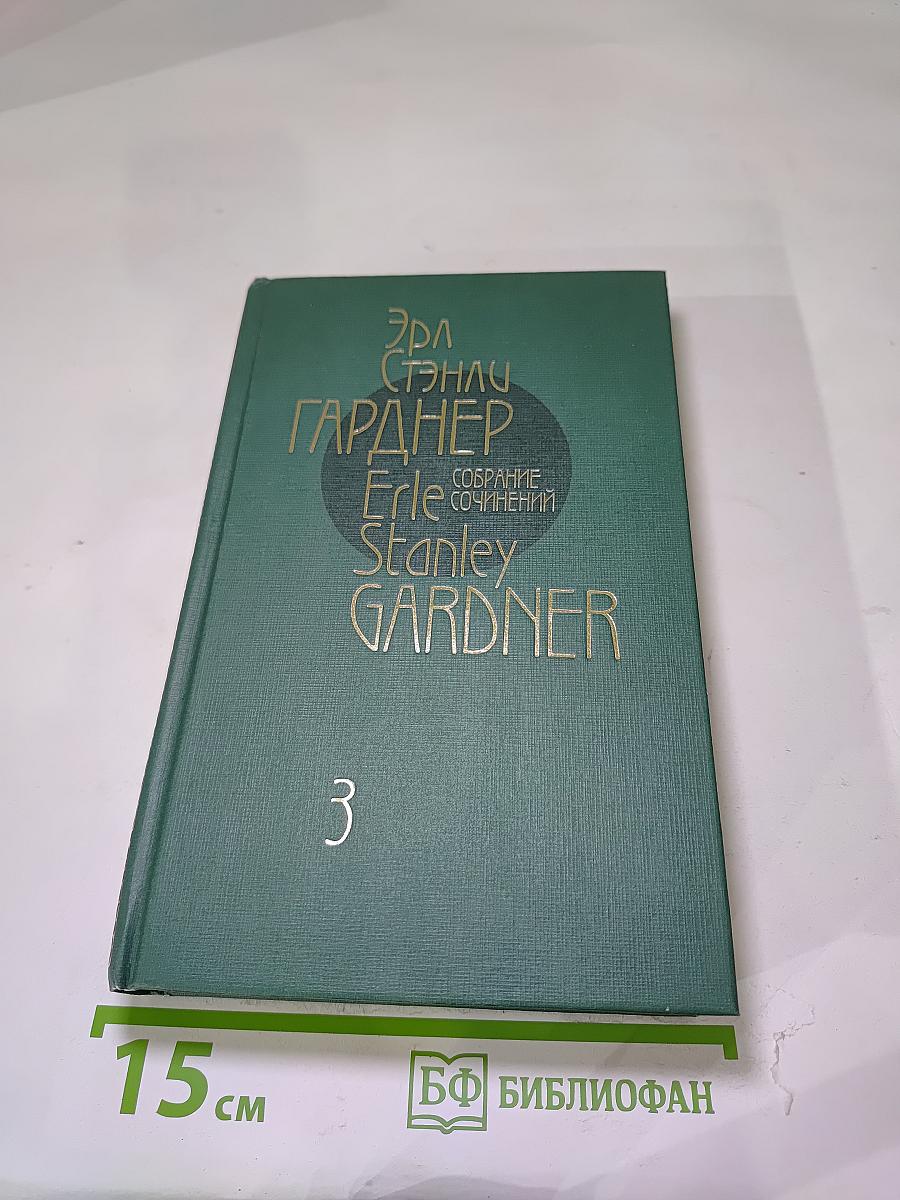 Эрл
Стэнли
ГАРДНЕР
Erle
СОБРАНИЕ
СОЧИНЕНИЙ
Stanley
GARDNER
3
15 см
БФ БИБЛИОФАН